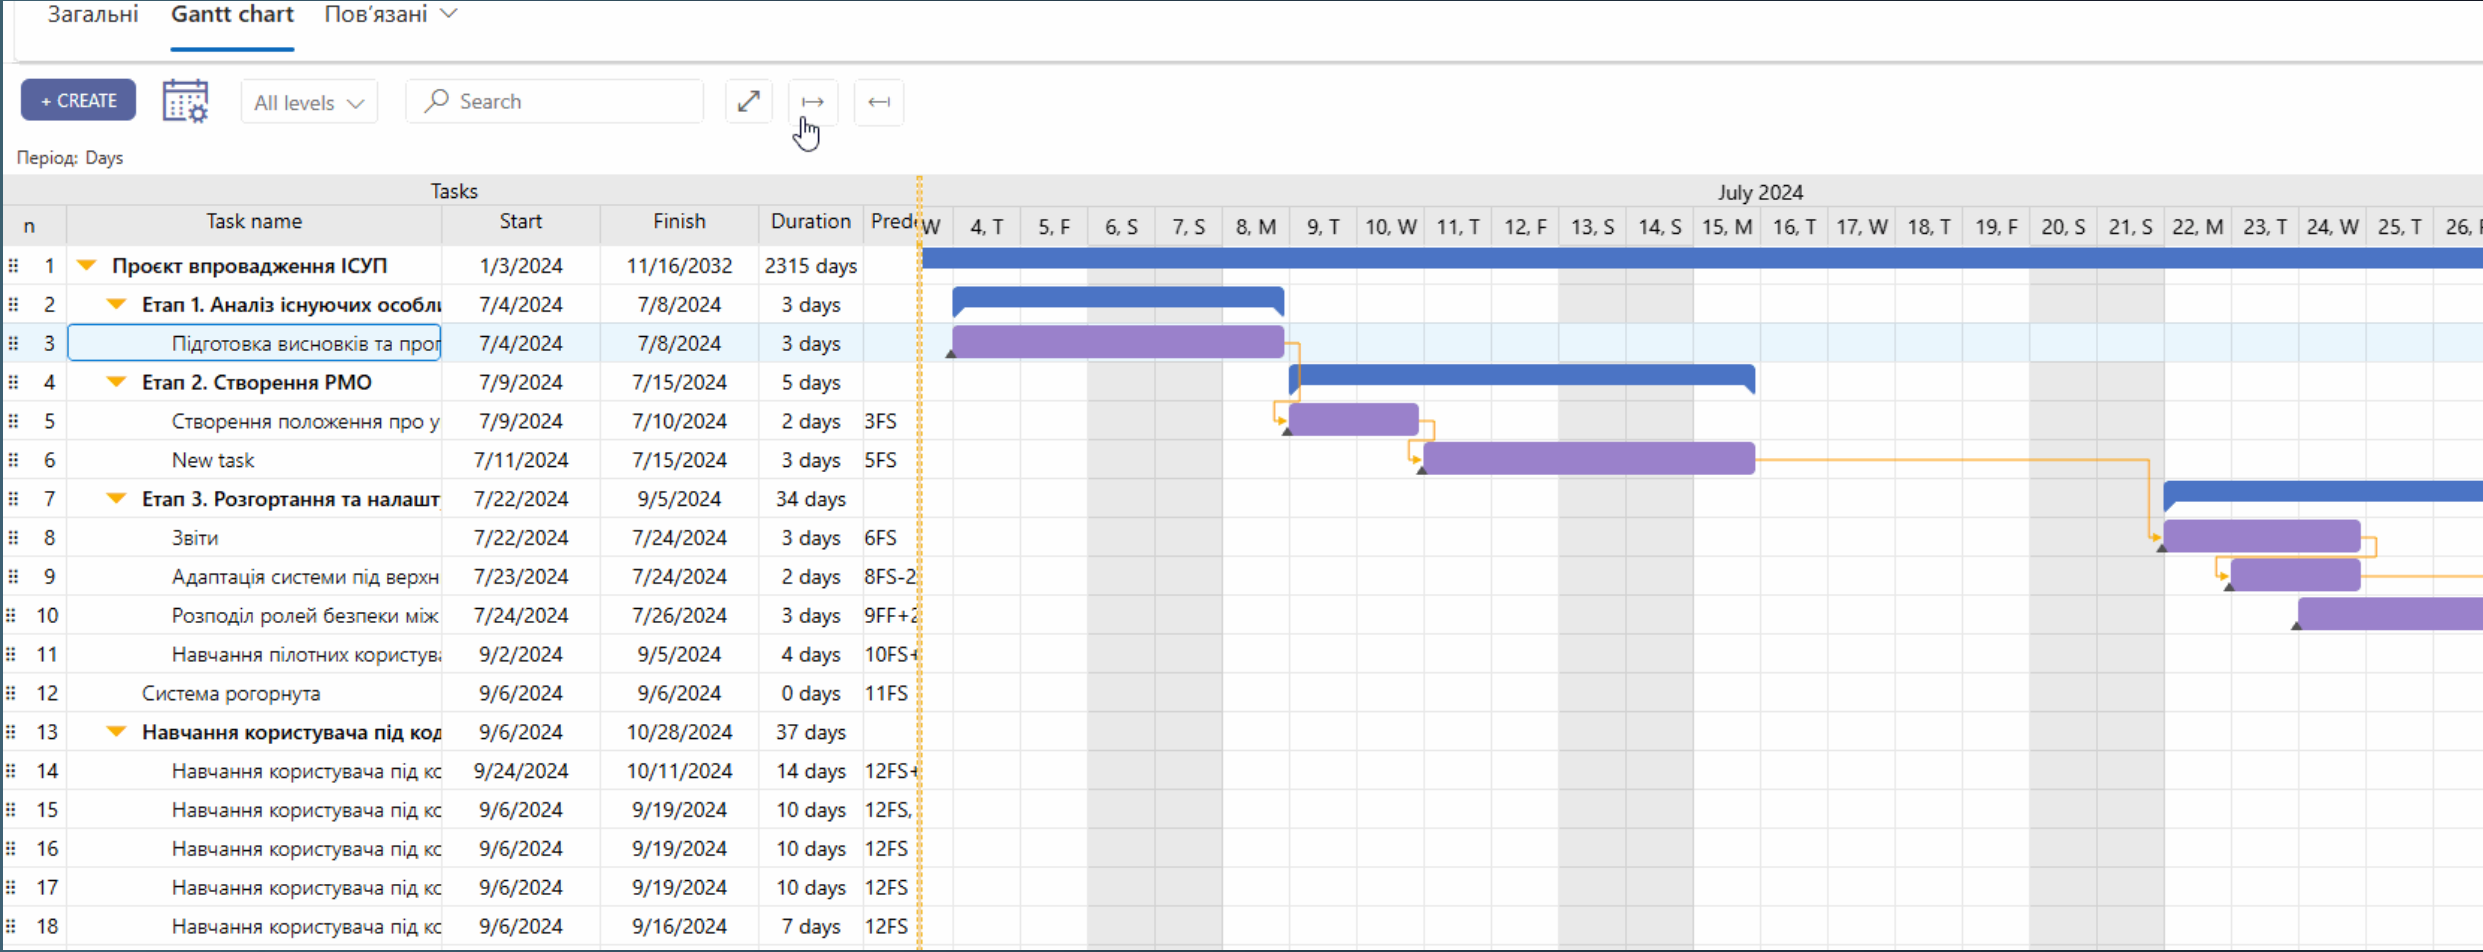 Загальні Gantt chart Пов'язані
+ CREATE All levels Search
Період: Days
Tasks July 2024
n Task name Start Finish Duration W 4, T 5, F 6, S 7, S 8, M 9, T 10, W 11, T 12, F 13, S 14, S 15, M 16, T 17, W 18, T 19, F 20, S 21, S 22, M 23, T 24, W 25, T 26,
1 Проєкт впровадження ІСУП 1/3/2024 11/16/2032 2315 days
2 Етап 1. Аналіз існуючих 7/4/2024 7/8/2024 3 days
3 Підготовка висновків та 7/4/2024 7/8/2024 3 days
4 Етап 2. Створення РМО 7/9/2024 7/15/2024 5 days
5 Створення положення про у 7/9/2024 7/10/2024 2 days 3FS
6 New task 7/11/2024 7/15/2024 3 days 5FS
7 Етап 3. Розгортання та налашт 7/22/2024 9/5/2024 34 days
8 Звіти 7/22/2024 7/24/2024 3 days 6FS
9 Адаптація системи під верхн 7/23/2024 7/24/2024 2 days 8FS-2
10 Розподіл ролей безпеки між 7/24/2024 7/26/2024 3 days 9FF+2
11 Навчання пілотних користув 9/2/2024 9/5/2024 4 days 10FS+
12 Система рогорнута 9/6/2024 9/6/2024 0 days 11FS
13 Навчання користувача під код 9/6/2024 10/28/2024 37 days
14 Навчання користувача під кс 9/24/2024 10/11/2024 14 days 12FS+
15 Навчання користувача під кс 9/6/2024 9/19/2024 10 days 12FS,
16 Навчання користувача під кс 9/6/2024 9/19/2024 10 days 12FS
17 Навчання користувача під кс 9/6/2024 9/19/2024 10 days 12FS
18 Навчання користувача під кс 9/6/2024 9/16/2024 7 days 12FS